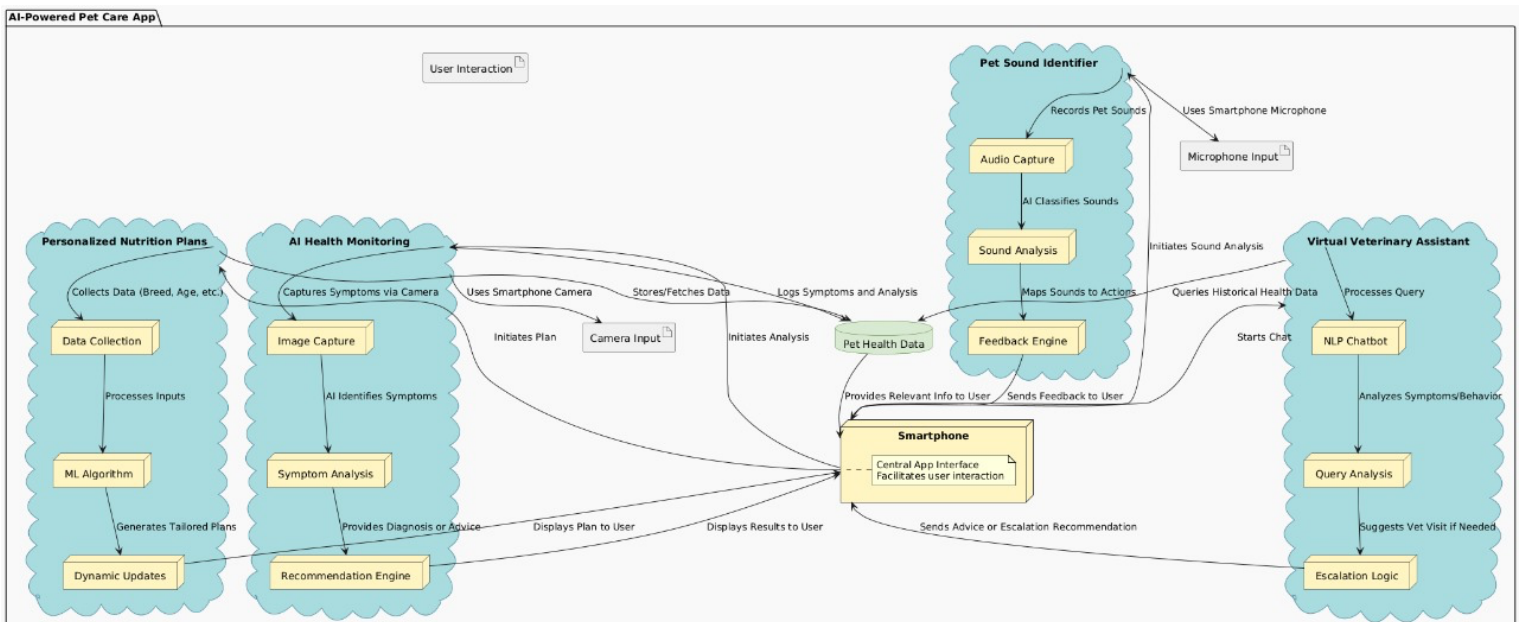 AI-Powered Pet Care App
User Interaction
Pet Sound Identifier
Records Pet Sounds
Uses Smartphone Microphone
Audio Capture
Microphone Input
AI Classifies Sounds
Personalized Nutrition Plans
AI Health Monitoring
Sound Analysis
Initiates Sound Analysis
Virtual Veterinary Assistant
Collects Data (Breed, Age, etc.)
Captures Symptoms via Camera
Uses Smartphone Camera
Stores/Fetches Data
Logs Symptoms and Analysis
Maps Sounds to Actions
Queries Historical Health Data
Processes Query
Data Collection
Image Capture
Initiates Plan
Camera Input
Initiates Analysis
Pet Health Data
Feedback Engine
Starts Chat
NLP Chatbot
Processes Inputs
AI Identifies Symptoms
Provides Relevant Info to User
Sends Feedback to User
Analyzes Symptoms/Behavior
Smartphone
Central App Interface
Facilitates user interaction
ML Algorithm
Symptom Analysis
Query Analysis
Generates Tailored Plans
Provides Diagnosis or Advice
Displays Plan to User
Displays Results to User
Sends Advice or Escalation Recommendation
Suggests Vet Visit if Needed
Dynamic Updates
Recommendation Engine
Escalation Logic